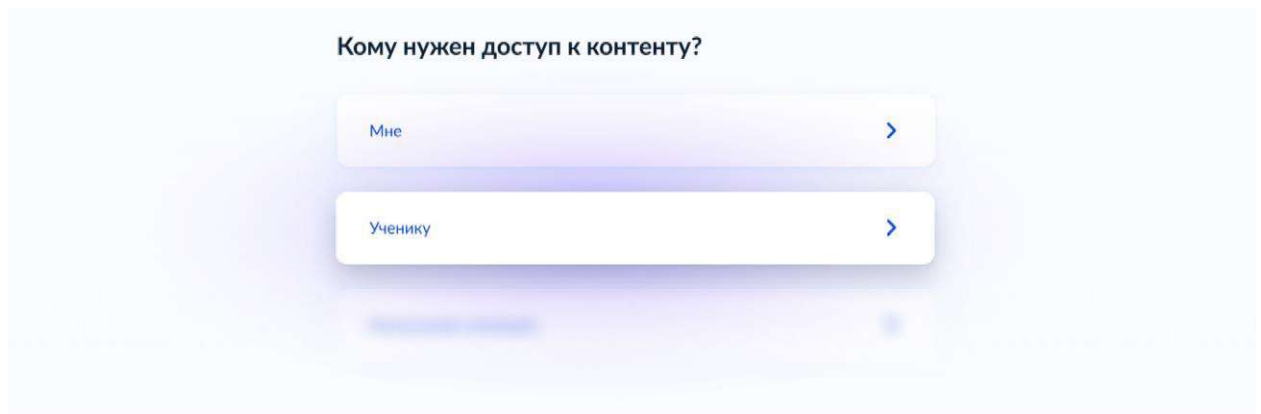 Кому нужен доступ к контенту?
Мне
Ученику